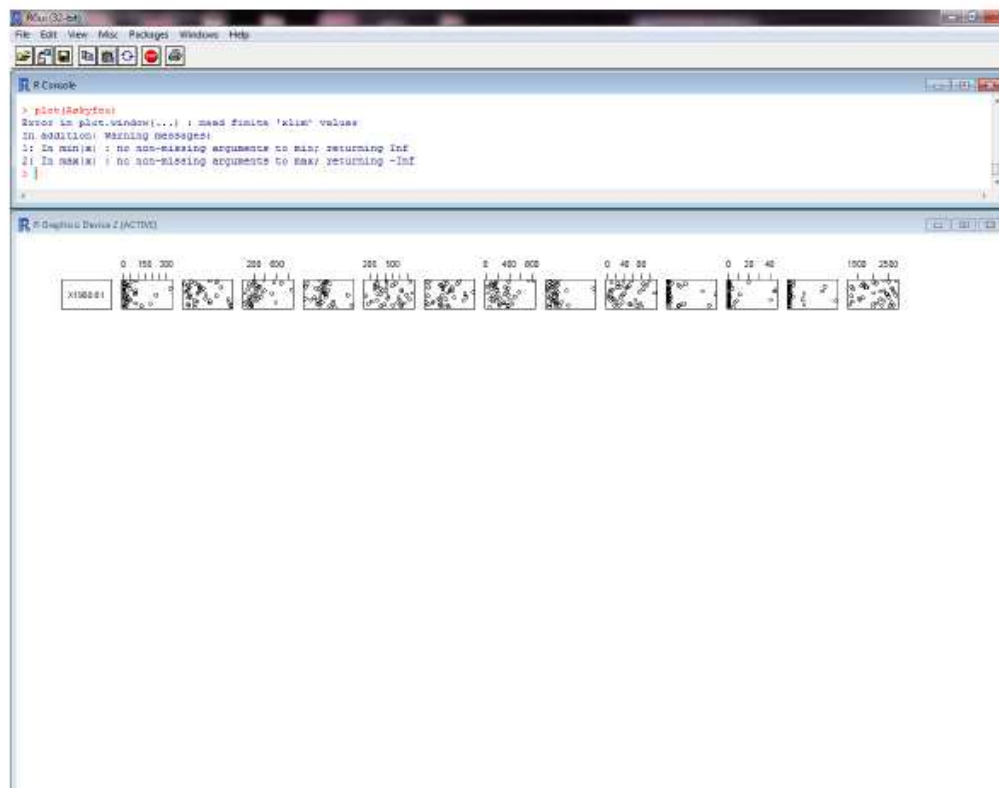 RGui (32-bit)
File Edit View Misc Packages Windows Help
R Console
> plot(Rskyfox)
Error in plot.window(...) : need finite 'xlim' values
In addition: Warning messages:
1: In min(x) : no non-missing arguments to min; returning Inf
2: In max(x) : no non-missing arguments to max; returning -Inf
>
R Graphics Device 2 (ACTIVE)
0 150 300 200 600 200 500 0 400 800 0 40 80 0 20 40 1500 2500